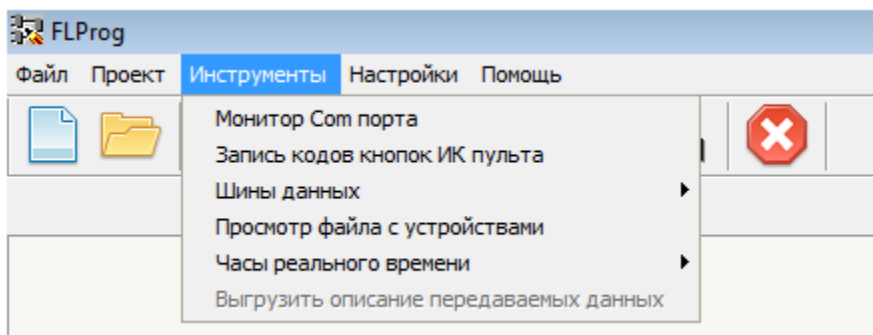 FLProg
Файл Проект Инструменты Настройки Помощь
Монитор Com порта
Запись кодов кнопок ИК пульта
Шины данных
Просмотр файла с устройствами
Часы реального времени
Выгрузить описание передаваемых данных